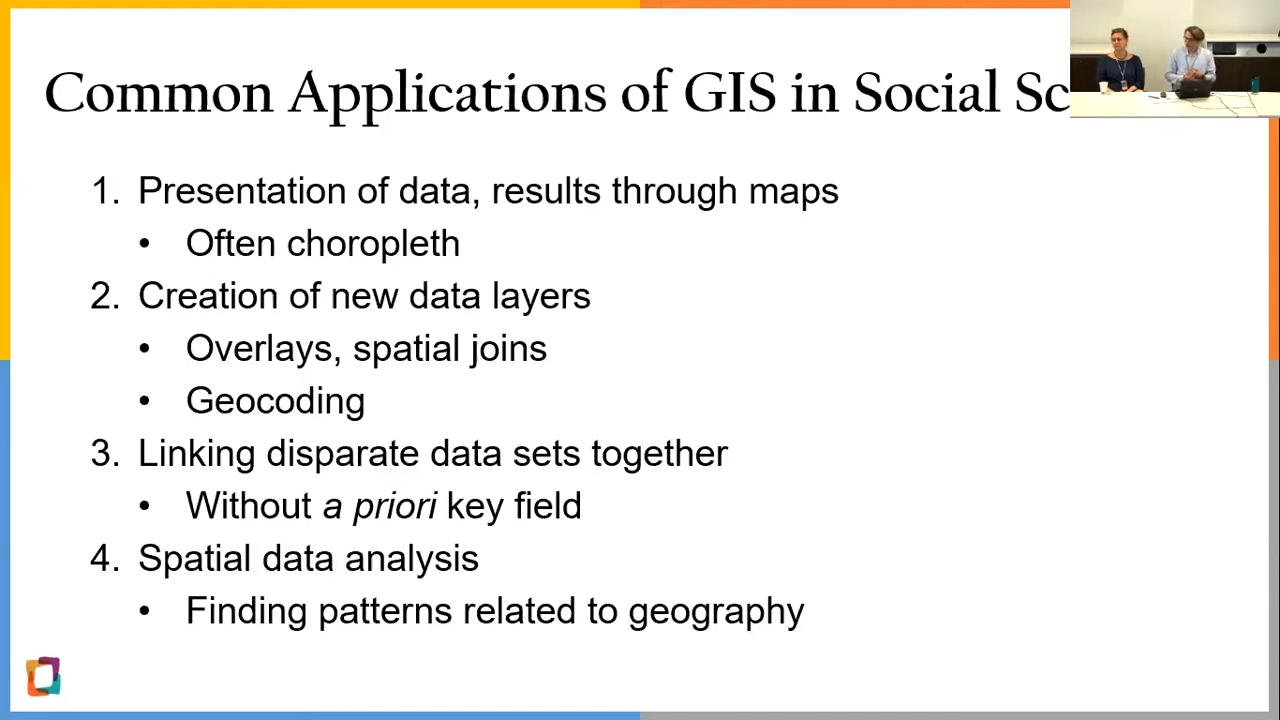 Common Applications of GIS in Social Sc
1. Presentation of data, results through maps
• Often choropleth
2. Creation of new data layers
• Overlays, spatial joins
• Geocoding
3. Linking disparate data sets together
• Without a priori key field
4. Spatial data analysis
• Finding patterns related to geography